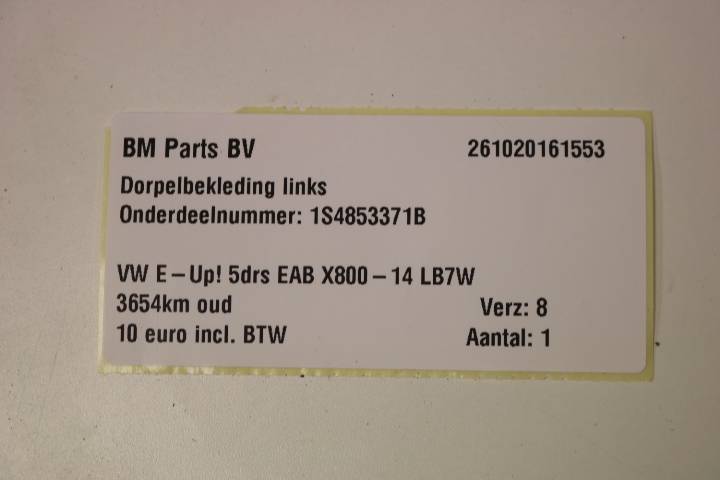 BM Parts BV 261020161553
Dorpelbekleding links
Onderdeelnummer: 1S4853371B
VW E-Up! 5drs EAB X800-14 LB7W
3654km oud Verz: 8
10 euro incl. BTW Aantal: 1